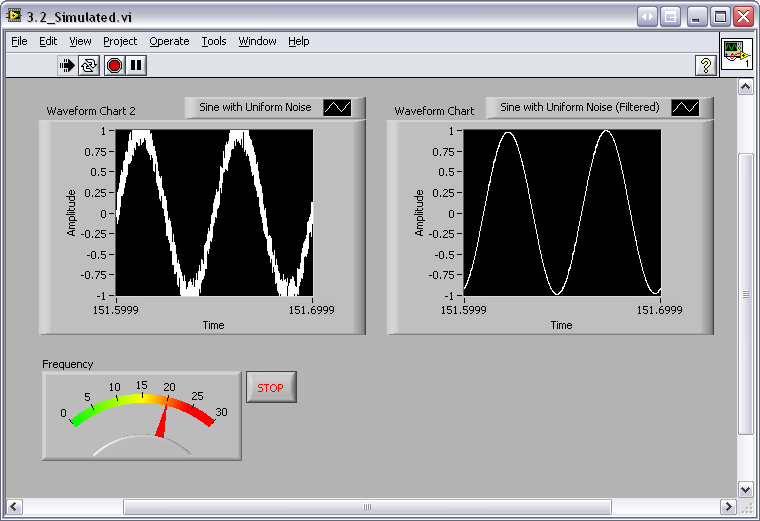 3.2_Simulated.vi
File Edit View Project Operate Tools Window Help
?
1
Waveform Chart 2
Sine with Uniform Noise
Amplitude
1
0.75
0.5
0.25
0
-0.25
-0.5
-0.75
-1
151.5999
151.6999
Time
Waveform Chart
Sine with Uniform Noise (Filtered)
Amplitude
1
0.75
0.5
0.25
0
-0.25
-0.5
-0.75
-1
151.5999
151.6999
Time
Frequency
0 5 10 15 20 25 30
STOP